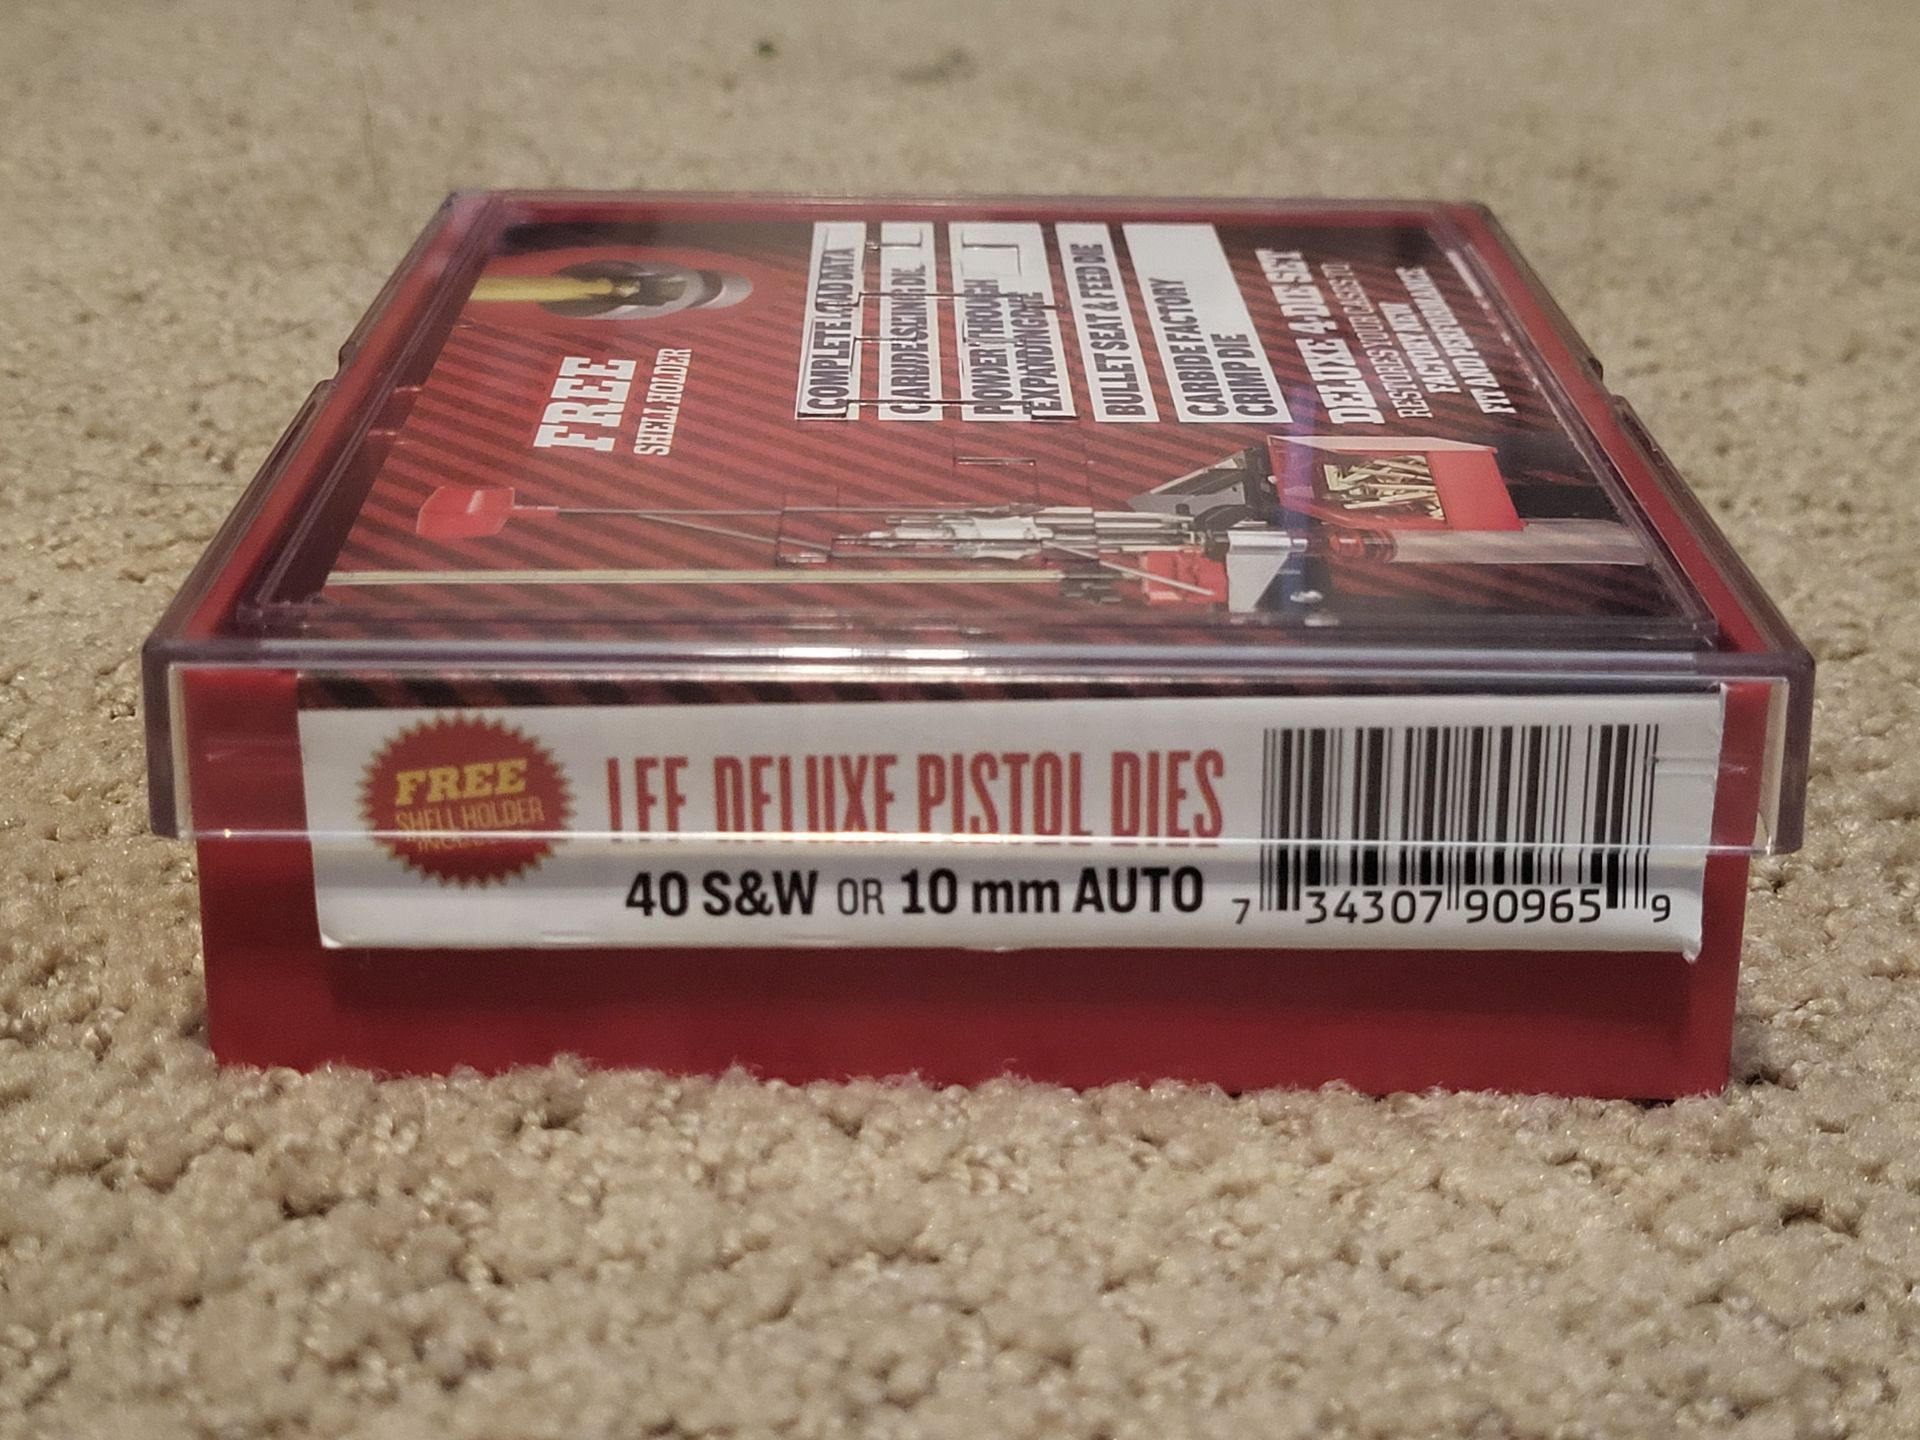 FREE
SHELL HOLDER
COMPLETE LOAD DATA
CARBIDE SIZING DIE
POWDER THROUGH
EXPANDING DIE
BULLET SEAT & FEED DIE
CARBIDE FACTORY
CRIMP DIE
DELUXE 4-DIE SET
RESTORES YOUR CASES TO
FACTORY NEW
FIT AND PERFORMANCE
FREE
SHELL HOLDER
INCLUDED
LEE DELUXE PISTOL DIES
40 S&W OR 10 mm AUTO
7 34307 90965 9